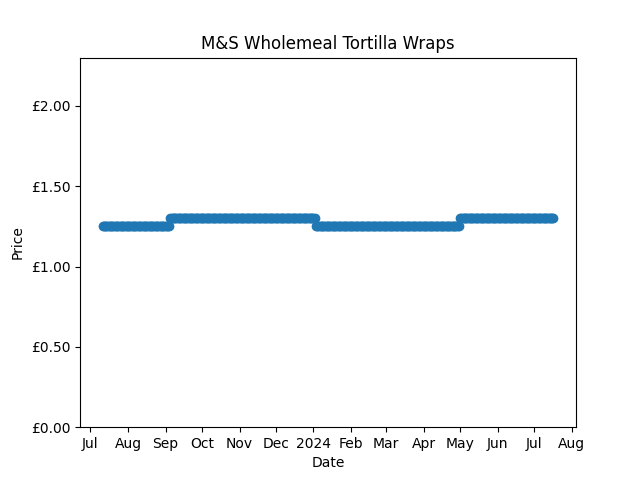 M&S Wholemeal Tortilla Wraps
£2.00
£1.50
£1.00
£0.50
£0.00
Price
Jul Aug Sep Oct Nov Dec 2024 Feb Mar Apr May Jun Jul Aug
Date